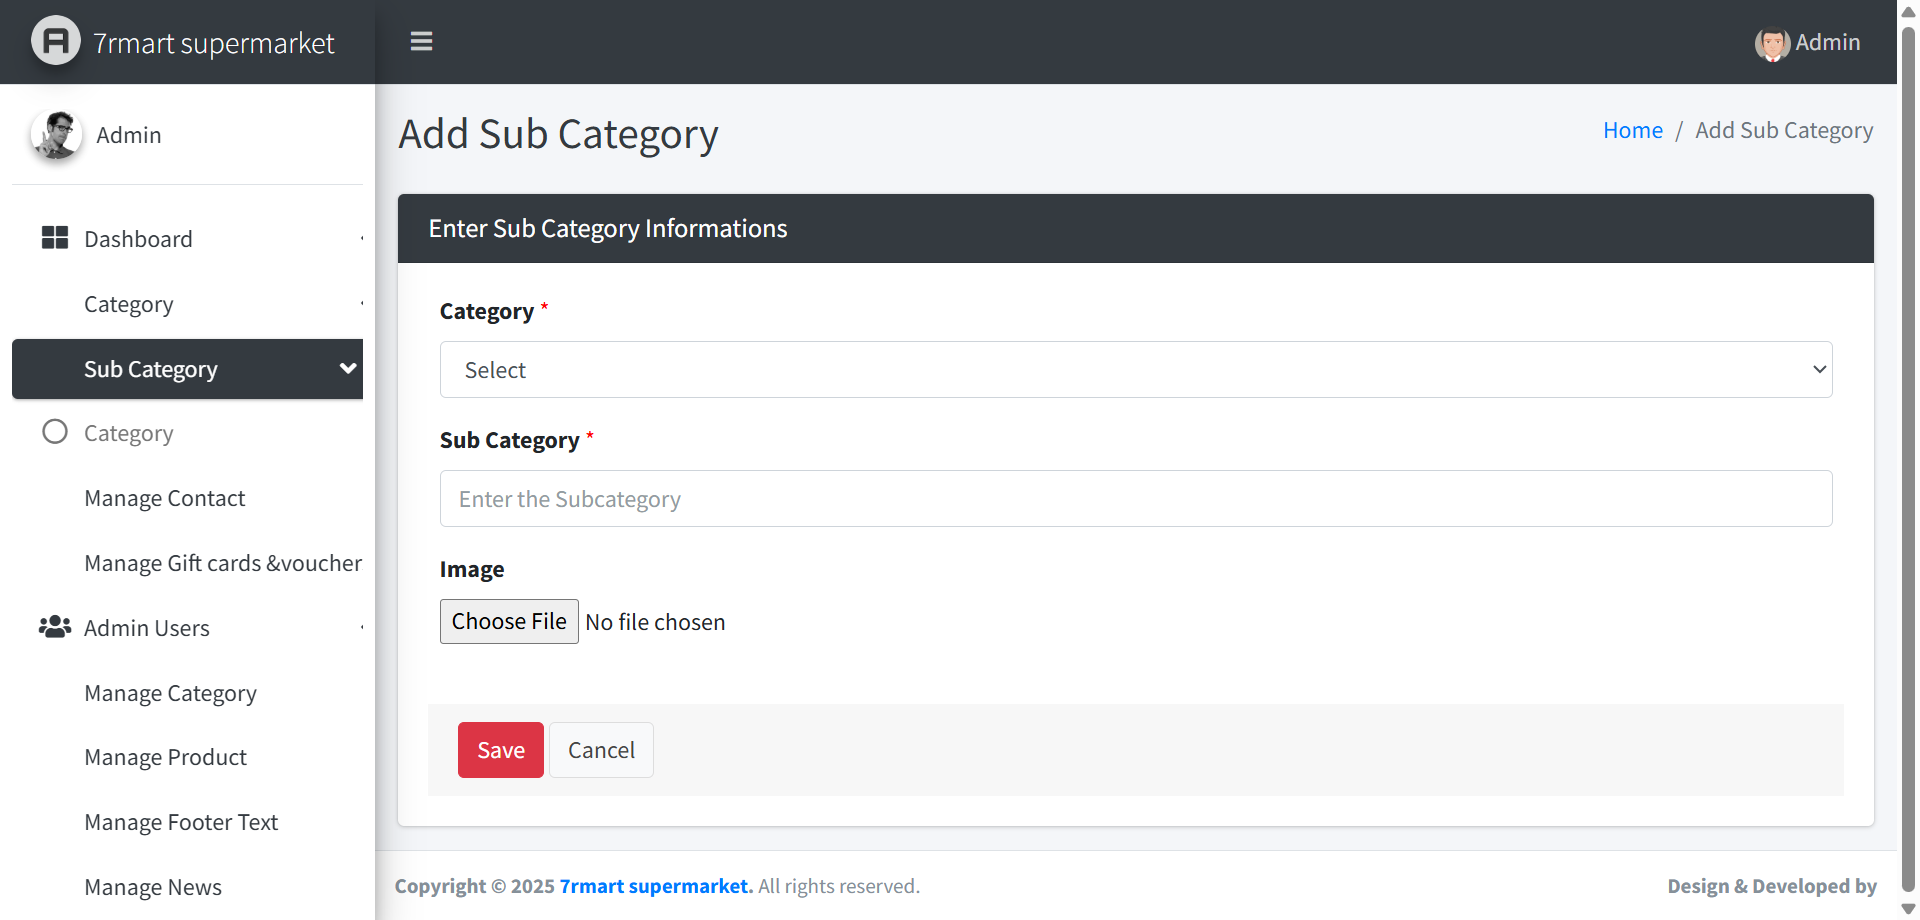 7rmart supermarket
Admin
Admin
Dashboard
Category
Sub Category
Category
Manage Contact
Manage Gift cards &voucher
Admin Users
Manage Category
Manage Product
Manage Footer Text
Manage News
Add Sub Category
Home / Add Sub Category
Enter Sub Category Informations
Category *
Select
Sub Category *
Enter the Subcategory
Image
Choose File No file chosen
Save Cancel
Copyright © 2025 7rmart supermarket. All rights reserved.
Design & Developed by